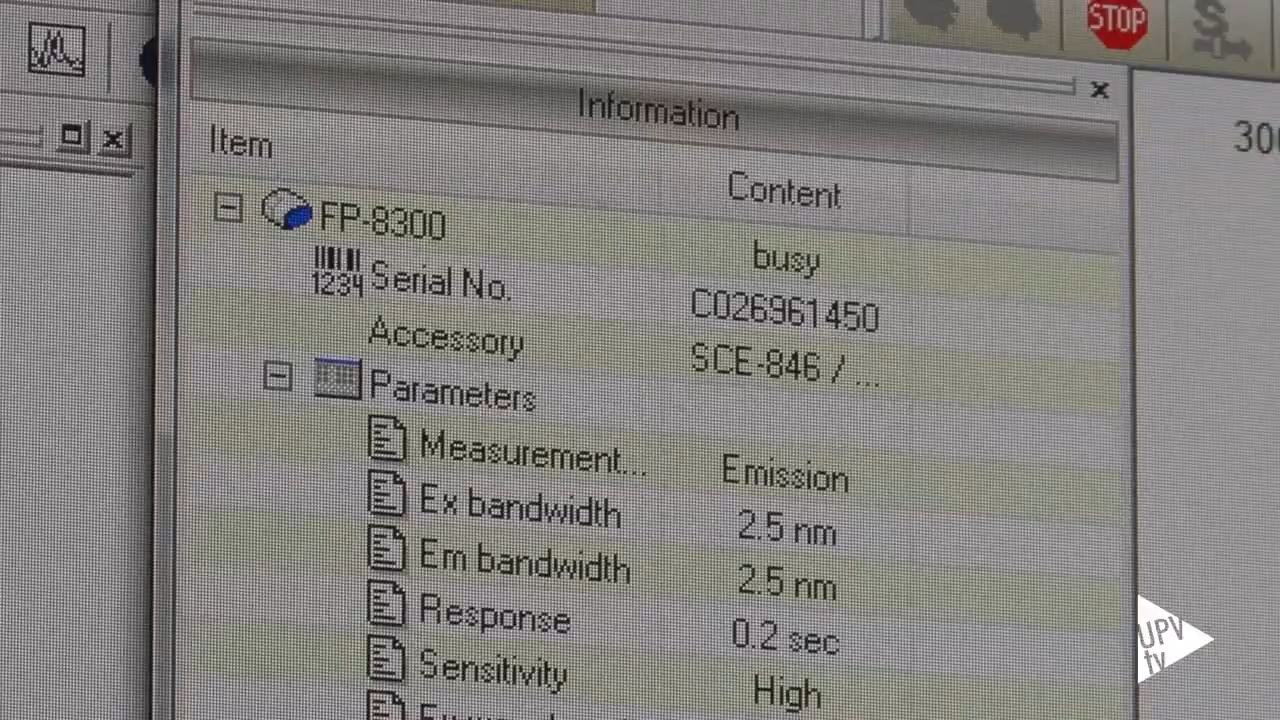 STOP
S
Information
300
Item
Content
FP-8300 busy
1234 Serial No. C026961450
Accessory SCE-846 / ...
Parameters
Measurement... Emission
Ex bandwidth 2.5 nm
Em bandwidth 2.5 nm
Response 0.2 sec
Sensitivity High
UPV
tv